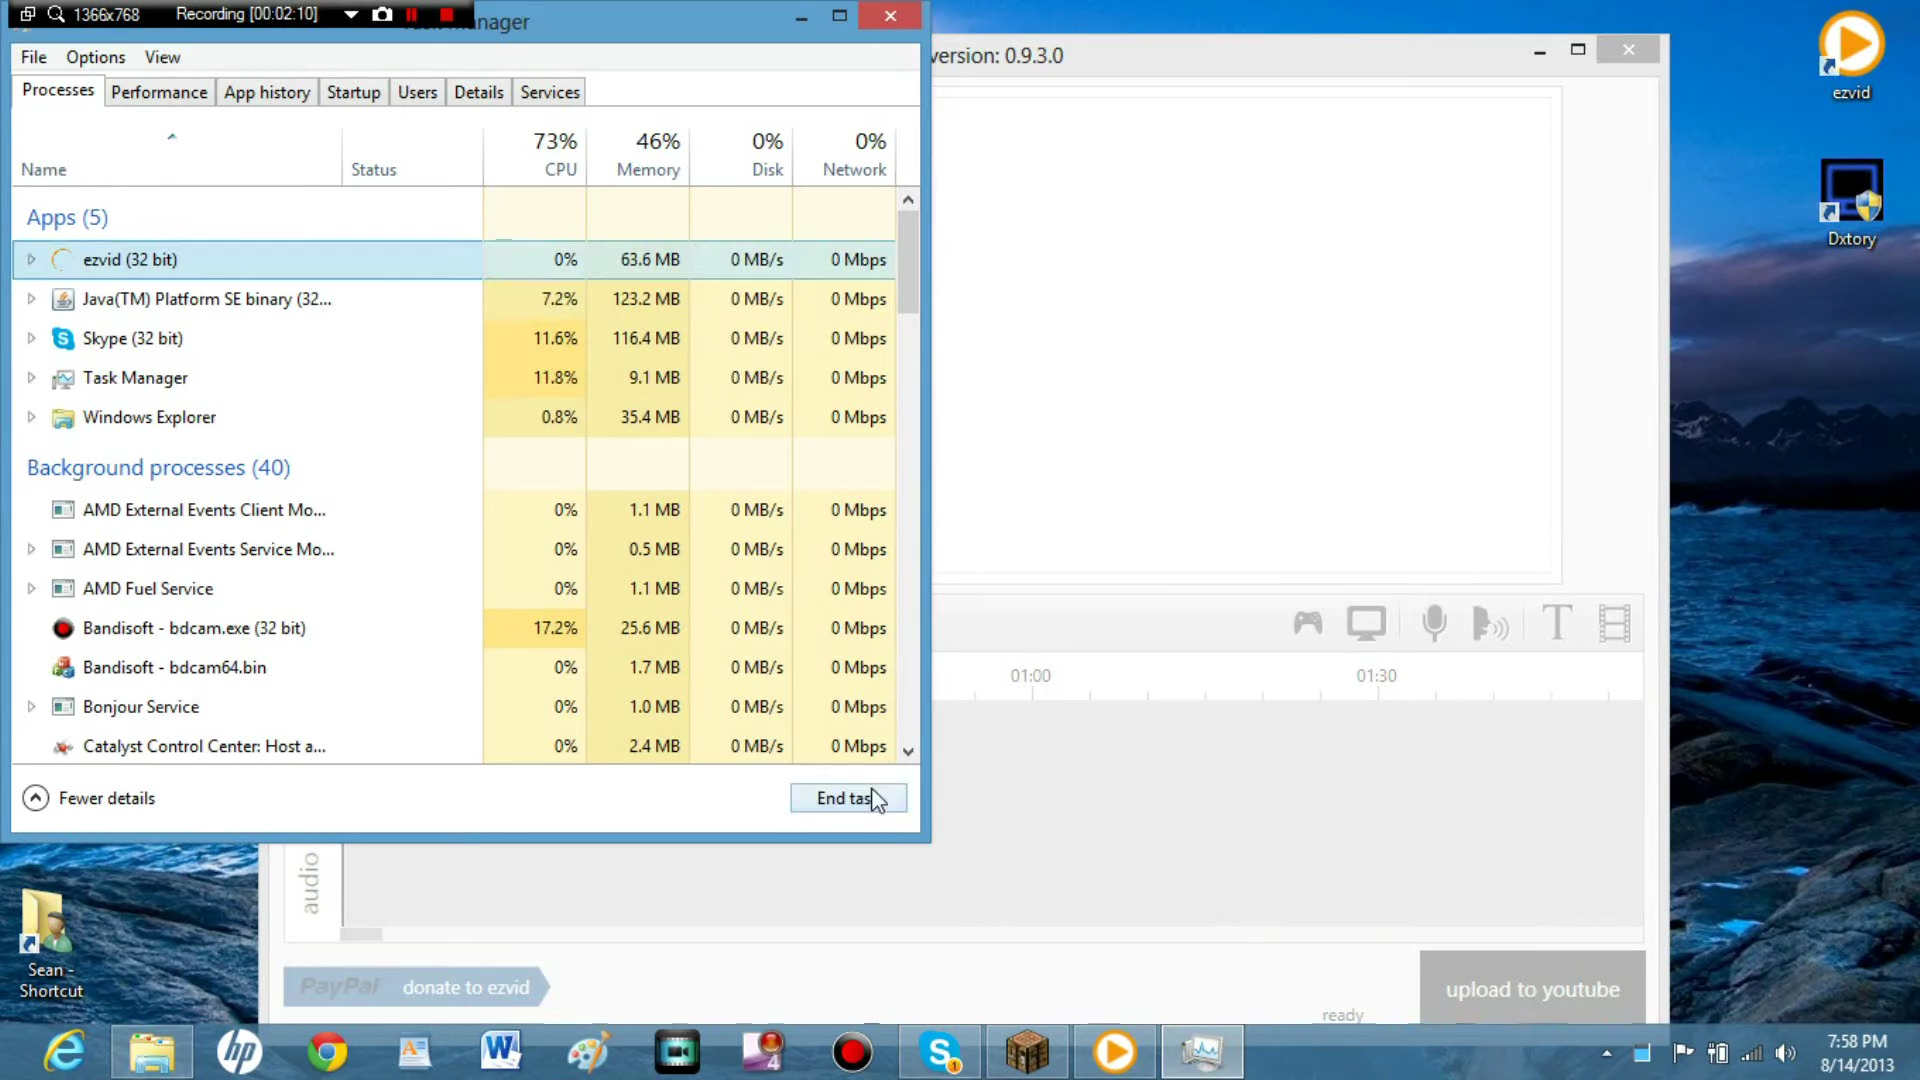 1366x768 Recording [00:02:10]
anager
File Options View
Processes Performance App history Startup Users Details Services
73% 46% 0% 0%
Name Status CPU Memory Disk Network
Apps (5)
ezvid (32 bit) 0% 63.6 MB 0 MB/s 0 Mbps
Java(TM) Platform SE binary (32... 7.2% 123.2 MB 0 MB/s 0 Mbps
Skype (32 bit) 11.6% 116.4 MB 0 MB/s 0 Mbps
Task Manager 11.8% 9.1 MB 0 MB/s 0 Mbps
Windows Explorer 0.8% 35.4 MB 0 MB/s 0 Mbps
Background processes (40)
AMD External Events Client Mo... 0% 1.1 MB 0 MB/s 0 Mbps
AMD External Events Service Mo... 0% 0.5 MB 0 MB/s 0 Mbps
AMD Fuel Service 0% 1.1 MB 0 MB/s 0 Mbps
Bandisoft - bdcam.exe (32 bit) 17.2% 25.6 MB 0 MB/s 0 Mbps
Bandisoft - bdcam64.bin 0% 1.7 MB 0 MB/s 0 Mbps
Bonjour Service 0% 1.0 MB 0 MB/s 0 Mbps
Catalyst Control Center: Host a... 0% 2.4 MB 0 MB/s 0 Mbps
Fewer details
End tas
version: 0.9.3.0
01:00 01:30
audio
PayPal donate to ezvid
upload to youtube
ready
ezvid
Dxtory
Sean -
Shortcut
7:58 PM
8/14/2013